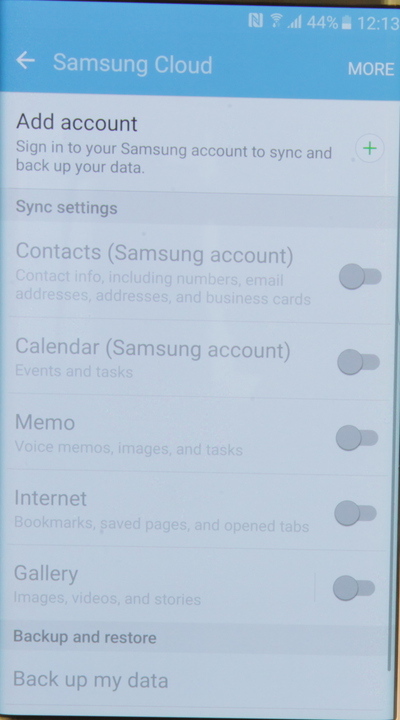 44% 12:13
Samsung Cloud MORE
Add account
Sign in to your Samsung account to sync and
back up your data.
Sync settings
Contacts (Samsung account)
Contact info, including numbers, email
addresses, addresses, and business cards
Calendar (Samsung account)
Events and tasks
Memo
Voice memos, images, and tasks
Internet
Bookmarks, saved pages, and opened tabs
Gallery
Images, videos, and stories
Backup and restore
Back up my data